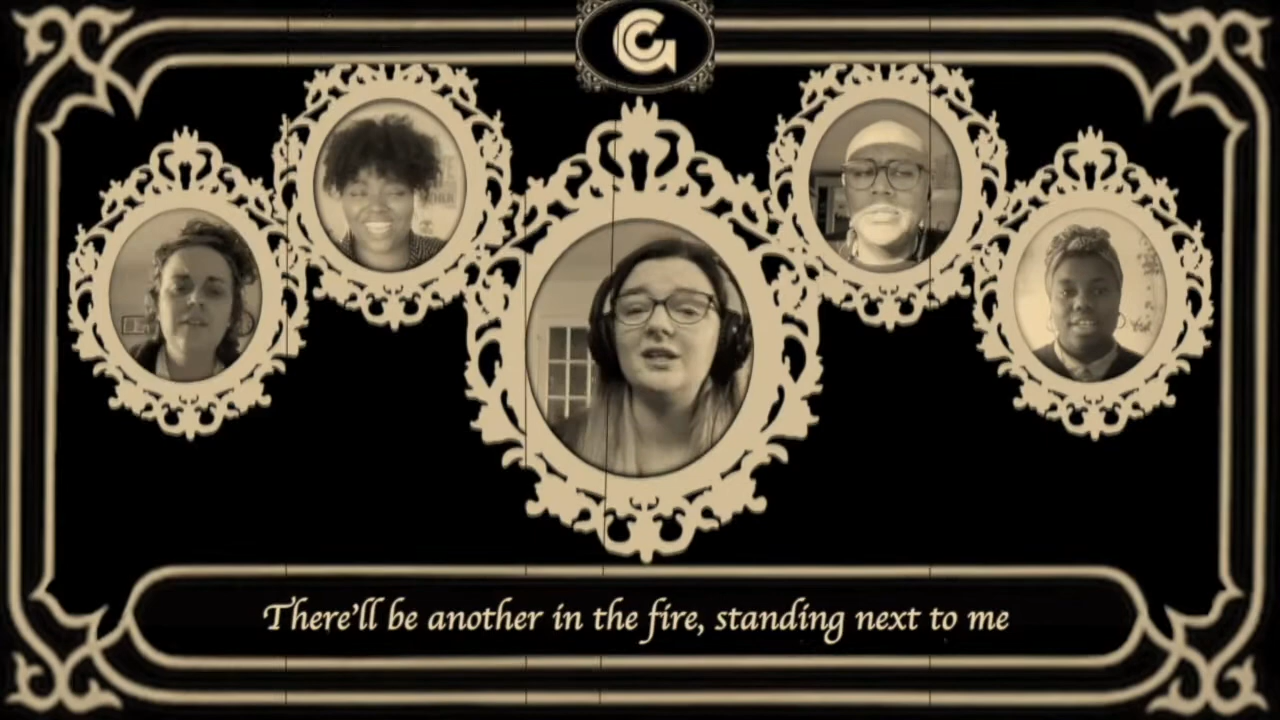 There'll be another in the fire, standing next to me